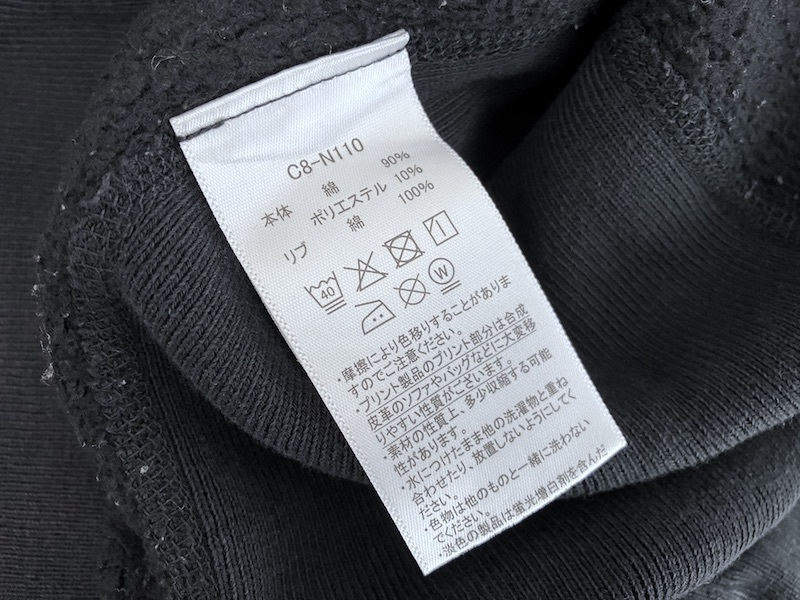 C8-N110
本体 綿 90%
ポリエステル 10%
リブ 綿 100%
40
W
・摩擦により色移りすることがありま
すのでご注意ください。
・プリント製品のプリント部分は合成
皮革のソファやバッグなどに大変移
りやすい性質がございます。
・素材の性質上、多少収縮する可能
性があります。
・水につけたまま他の洗濯物と重ね
合わせたり、放置しないようにしてく
ださい。
・色物は他のものと一緒に洗わない
でください。
・淡色の製品は蛍光増白剤を含んだ